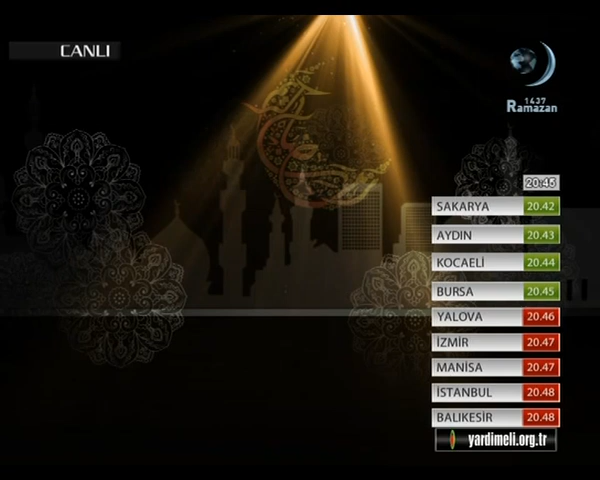 CANLI
1437
Ramazan
20:45
SAKARYA 20.42
AYDIN 20.43
KOCAELİ 20.44
BURSA 20.45
YALOVA 20.46
İZMİR 20.47
MANİSA 20.47
İSTANBUL 20.48
BALIKESİR 20.48
yardimeli.org.tr